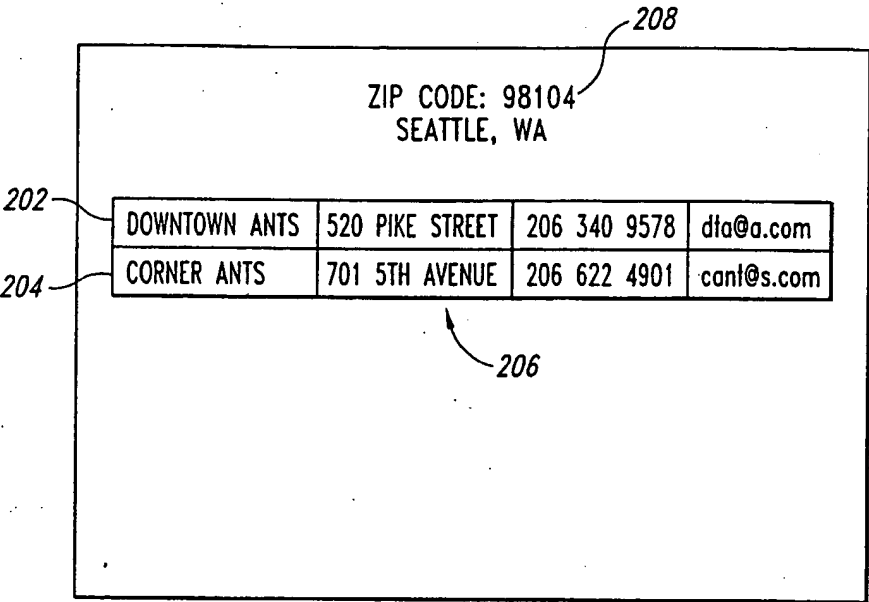 208
ZIP CODE: 98104
SEATTLE, WA
202
DOWNTOWN ANTS 520 PIKE STREET 206 340 9578 dta@a.com
204
CORNER ANTS 701 5TH AVENUE 206 622 4901 cant@s.com
206